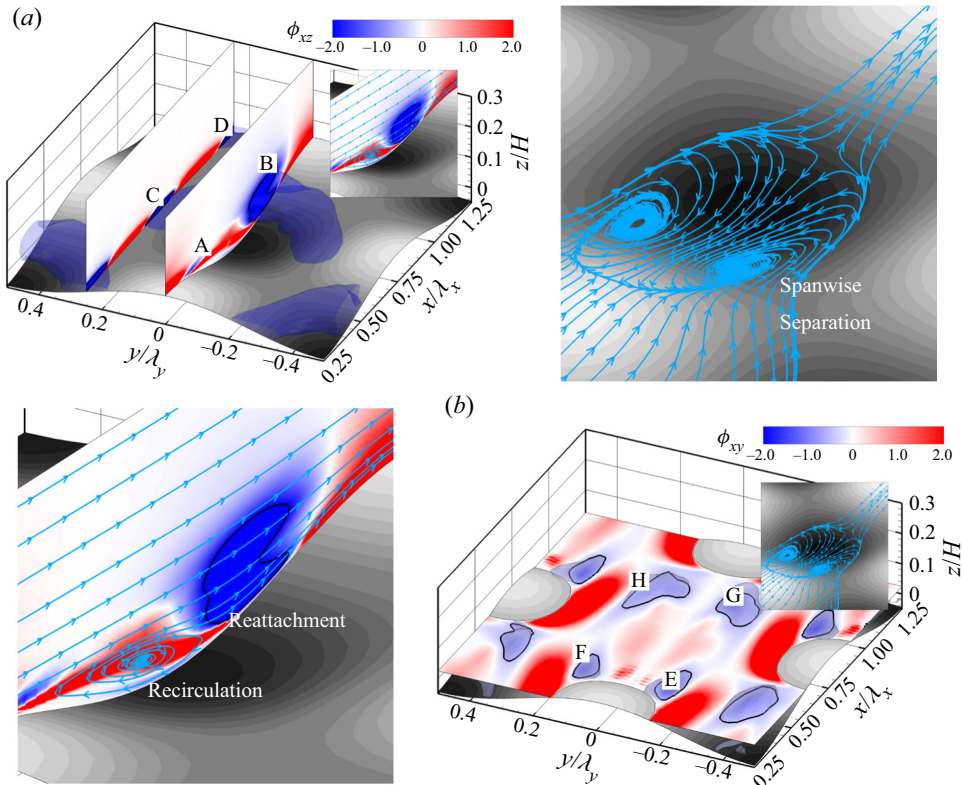 (a)
ϕxz
−2.0 −1.0 0 1.0 2.0
D
B
C
A
0.3
0.2
0.1
0
z/H
0.4 0.2 0 −0.2 −0.4
y/λy
0.25 0.50 0.75 1.00 1.25
x/λx
Spanwise
Separation
Reattachment
Recirculation
(b)
ϕxy
−2.0 −1.0 0 1.0 2.0
H
G
F
E
0.3
0.2
0.1
0
z/H
0.4 0.2 0 −0.2 −0.4
y/λy
0.25 0.50 0.75 1.00 1.25
x/λx